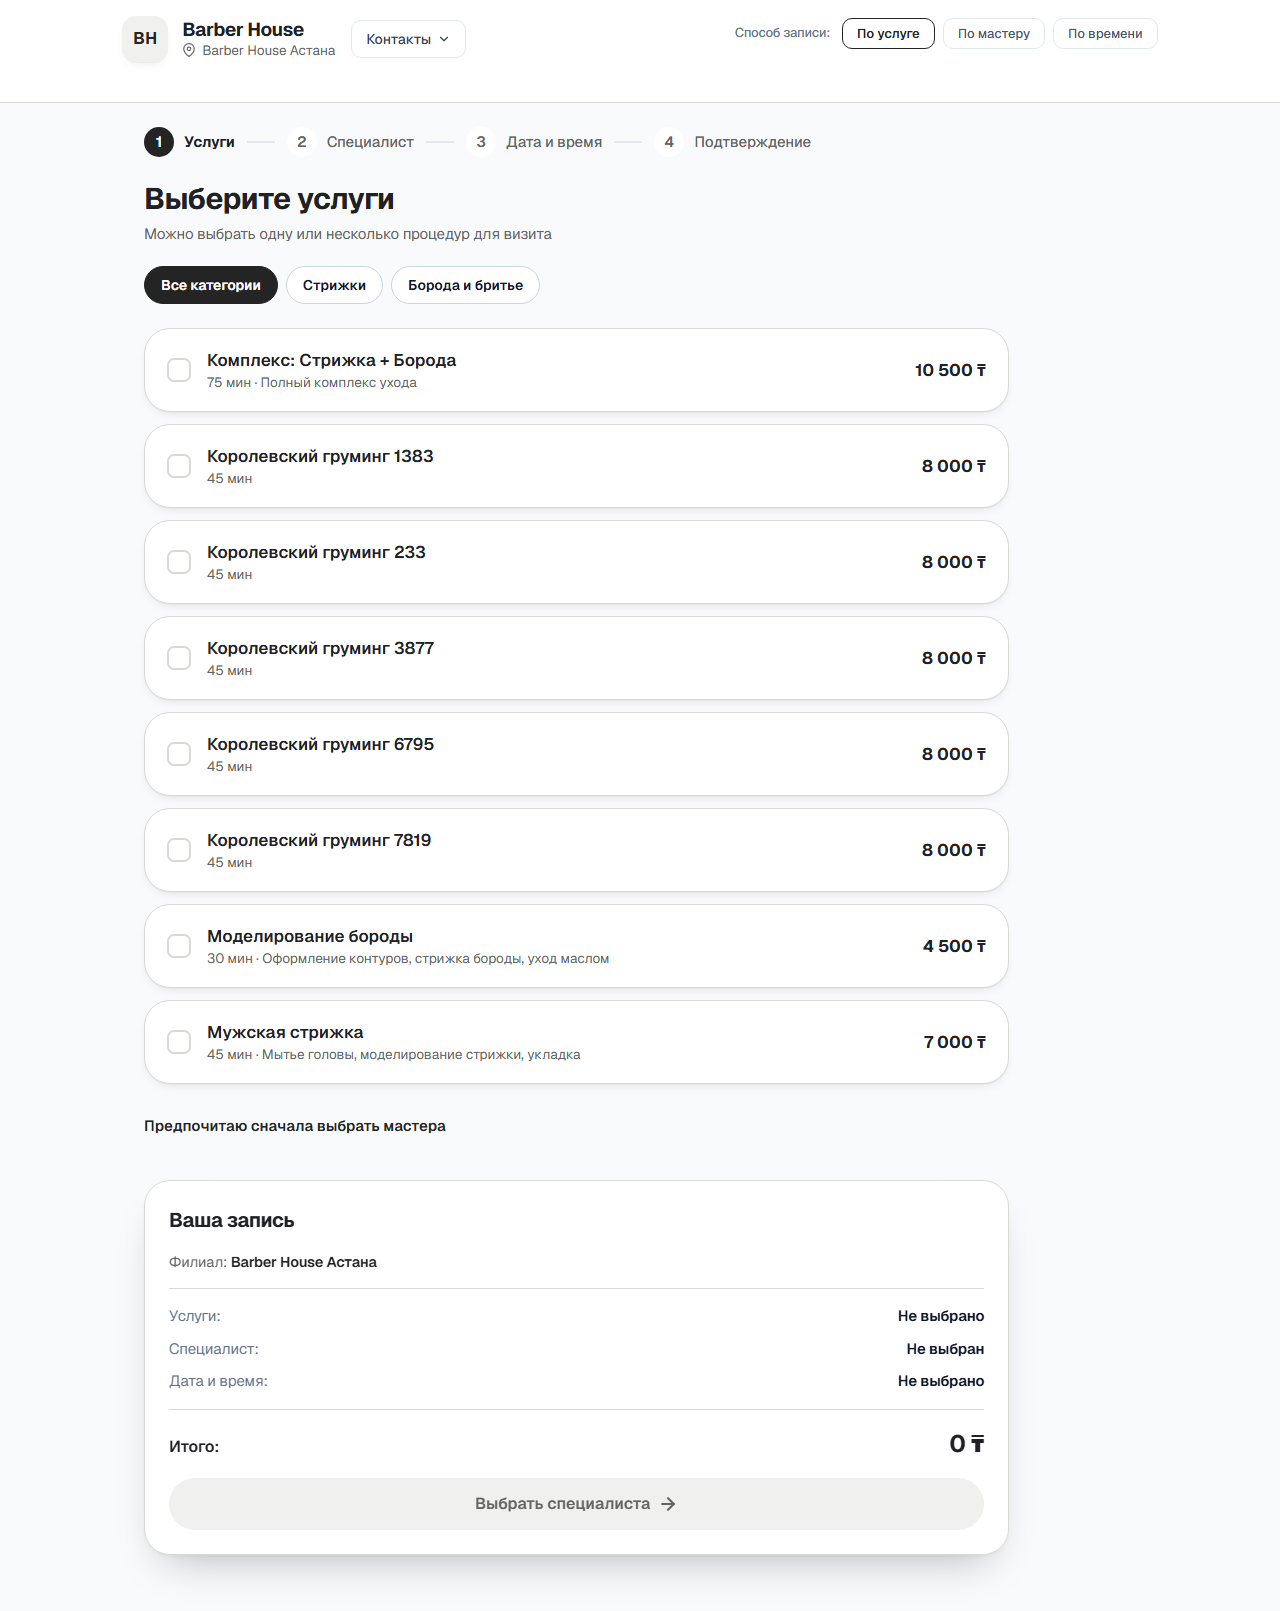 BH
Barber House
Barber House Астана
Контакты
Способ записи:
По услуге
По мастеру
По времени
1 Услуги
2 Специалист
3 Дата и время
4 Подтверждение
Выберите услуги
Можно выбрать одну или несколько процедур для визита
Все категории
Стрижки
Борода и бритье
Комплекс: Стрижка + Борода
75 мин · Полный комплекс ухода
10 500 ₸
Королевский груминг 1383
45 мин
8 000 ₸
Королевский груминг 233
45 мин
8 000 ₸
Королевский груминг 3877
45 мин
8 000 ₸
Королевский груминг 6795
45 мин
8 000 ₸
Королевский груминг 7819
45 мин
8 000 ₸
Моделирование бороды
30 мин · Оформление контуров, стрижка бороды, уход маслом
4 500 ₸
Мужская стрижка
45 мин · Мытье головы, моделирование стрижки, укладка
7 000 ₸
Предпочитаю сначала выбрать мастера
Ваша запись
Филиал: Barber House Астана
Услуги: Не выбрано
Специалист: Не выбран
Дата и время: Не выбрано
Итого: 0 ₸
Выбрать специалиста →